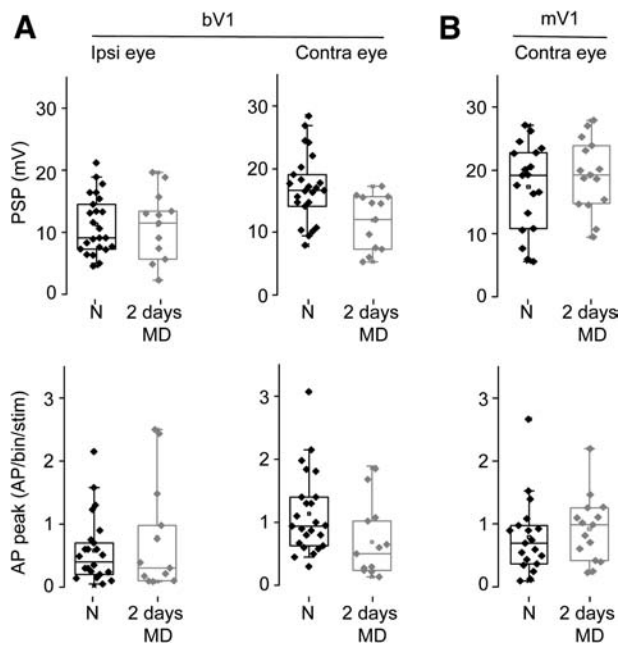 A bV1 B mV1
Ipsi eye Contra eye Contra eye
PSP (mV)
30 30 30
20 20 20
10 10 10
0 0 0
N 2 days N 2 days N 2 days
MD MD MD
AP peak (AP/bin/stim)
3 3 3
2 2 2
1 1 1
0 0 0
N 2 days N 2 days N 2 days
MD MD MD